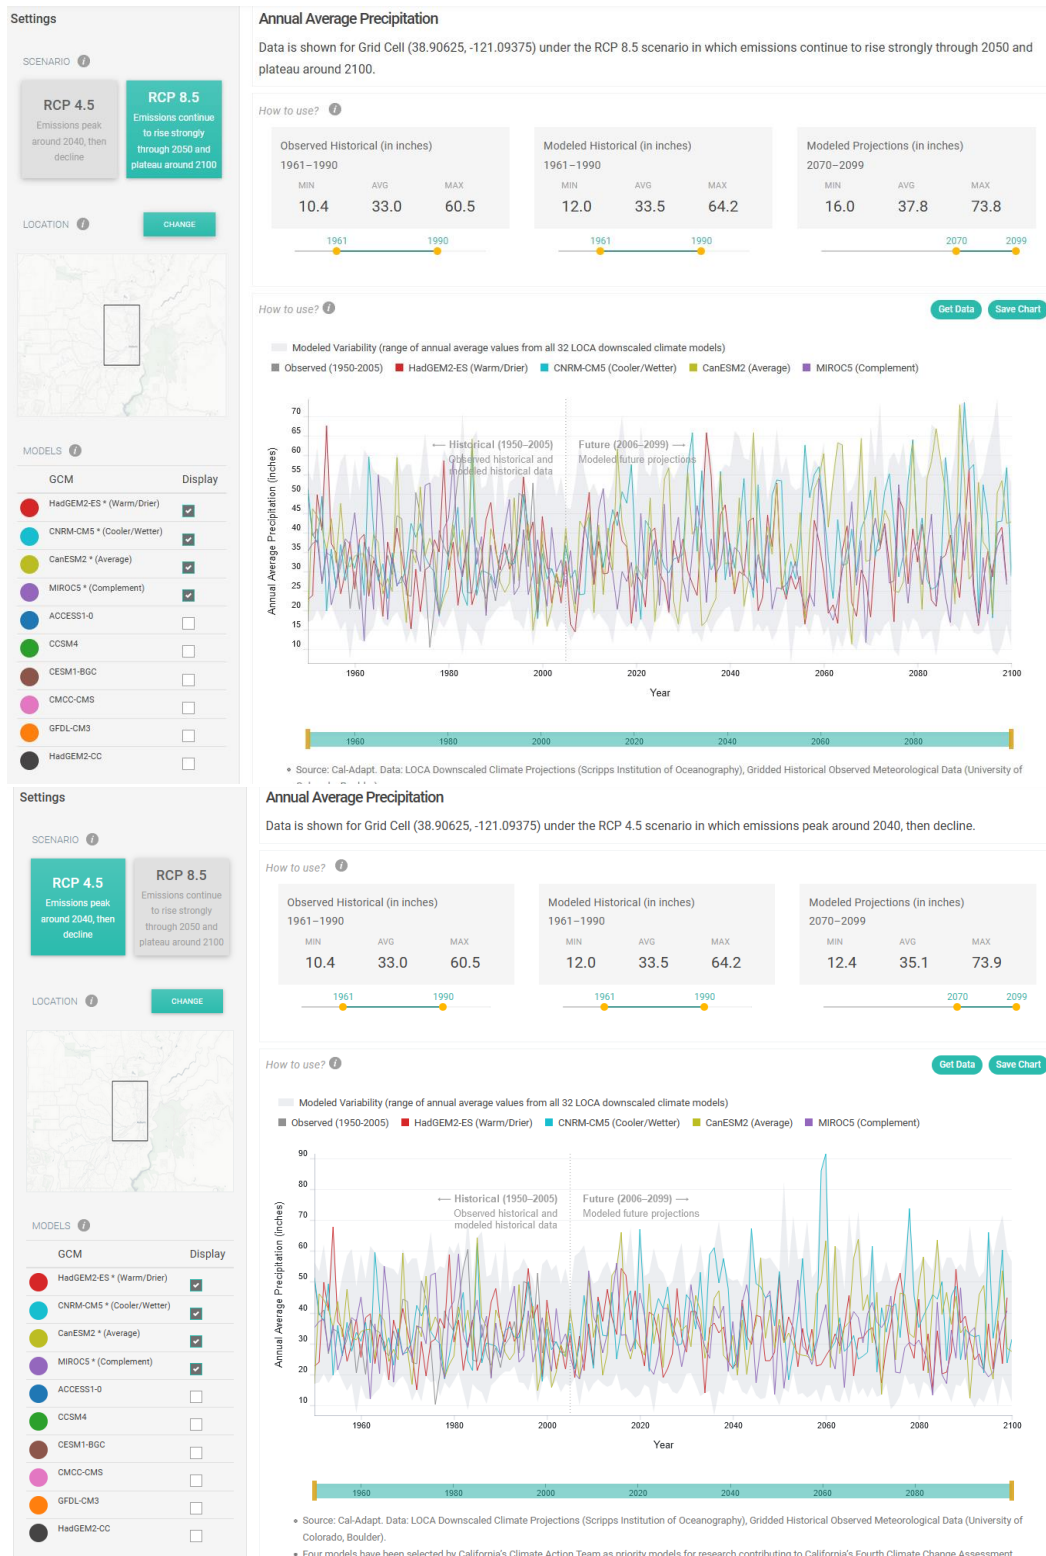 Settings
SCENARIO i
RCP 4.5
Emissions peak
around 2040, then
decline
RCP 8.5
Emissions continue
to rise strongly
through 2050 and
plateau around 2100
LOCATION i
CHANGE
MODELS i
GCM Display
HadGEM2-ES * (Warm/Drier)
CNRM-CM5 * (Cooler/Wetter)
CanESM2 * (Average)
MIROC5 * (Complement)
ACCESS1-0
CCSM4
CESM1-BGC
CMCC-CMS
GFDL-CM3
HadGEM2-CC
Annual Average Precipitation
Data is shown for Grid Cell (38.90625, -121.09375) under the RCP 8.5 scenario in which emissions continue to rise strongly through 2050 and
plateau around 2100.
How to use? i
Observed Historical (in inches)
1961–1990
MIN AVG MAX
10.4 33.0 60.5
1961 1990
Modeled Historical (in inches)
1961–1990
MIN AVG MAX
12.0 33.5 64.2
1961 1990
Modeled Projections (in inches)
2070–2099
MIN AVG MAX
16.0 37.8 73.8
2070 2099
How to use? i
Get Data Save Chart
Modeled Variability (range of annual average values from all 32 LOCA downscaled climate models)
Observed (1950-2005) HadGEM2-ES (Warm/Drier) CNRM-CM5 (Cooler/Wetter) CanESM2 (Average) MIROC5 (Complement)
← Historical (1950–2005)
Observed historical and
modeled historical data
Future (2006–2099) →
Modeled future projections
Annual Average Precipitation (inches)
70
65
60
55
50
45
40
35
30
25
20
15
10
1960 1980 2000 2020 2040 2060 2080 2100
Year
1960 1980 2000 2020 2040 2060 2080
Source: Cal-Adapt. Data: LOCA Downscaled Climate Projections (Scripps Institution of Oceanography), Gridded Historical Observed Meteorological Data (University of
Settings
SCENARIO i
RCP 4.5
Emissions peak
around 2040, then
decline
RCP 8.5
Emissions continue
to rise strongly
through 2050 and
plateau around 2100
LOCATION i
CHANGE
MODELS i
GCM Display
HadGEM2-ES * (Warm/Drier)
CNRM-CM5 * (Cooler/Wetter)
CanESM2 * (Average)
MIROC5 * (Complement)
ACCESS1-0
CCSM4
CESM1-BGC
CMCC-CMS
GFDL-CM3
HadGEM2-CC
Annual Average Precipitation
Data is shown for Grid Cell (38.90625, -121.09375) under the RCP 4.5 scenario in which emissions peak around 2040, then decline.
How to use? i
Observed Historical (in inches)
1961–1990
MIN AVG MAX
10.4 33.0 60.5
1961 1990
Modeled Historical (in inches)
1961–1990
MIN AVG MAX
12.0 33.5 64.2
1961 1990
Modeled Projections (in inches)
2070–2099
MIN AVG MAX
12.4 35.1 73.9
2070 2099
How to use? i
Get Data Save Chart
Modeled Variability (range of annual average values from all 32 LOCA downscaled climate models)
Observed (1950-2005) HadGEM2-ES (Warm/Drier) CNRM-CM5 (Cooler/Wetter) CanESM2 (Average) MIROC5 (Complement)
← Historical (1950–2005)
Observed historical and
modeled historical data
Future (2006–2099) →
Modeled future projections
Annual Average Precipitation (inches)
90
80
70
60
50
40
30
20
10
1960 1980 2000 2020 2040 2060 2080 2100
Year
1960 1980 2000 2020 2040 2060 2080
Source: Cal-Adapt. Data: LOCA Downscaled Climate Projections (Scripps Institution of Oceanography), Gridded Historical Observed Meteorological Data (University of
Colorado, Boulder).
Four models have been selected by California's Climate Action Team as priority models for research contributing to California's Fourth Climate Change Assessment